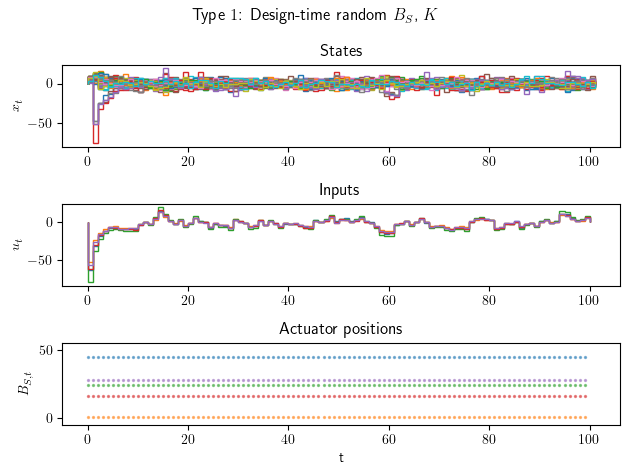 Type 1: Design-time random B_S, K
States
0
−50
x_t
0 20 40 60 80 100
Inputs
0
−50
u_t
0 20 40 60 80 100
Actuator positions
50
0
B_{S,t}
0 20 40 60 80 100
t